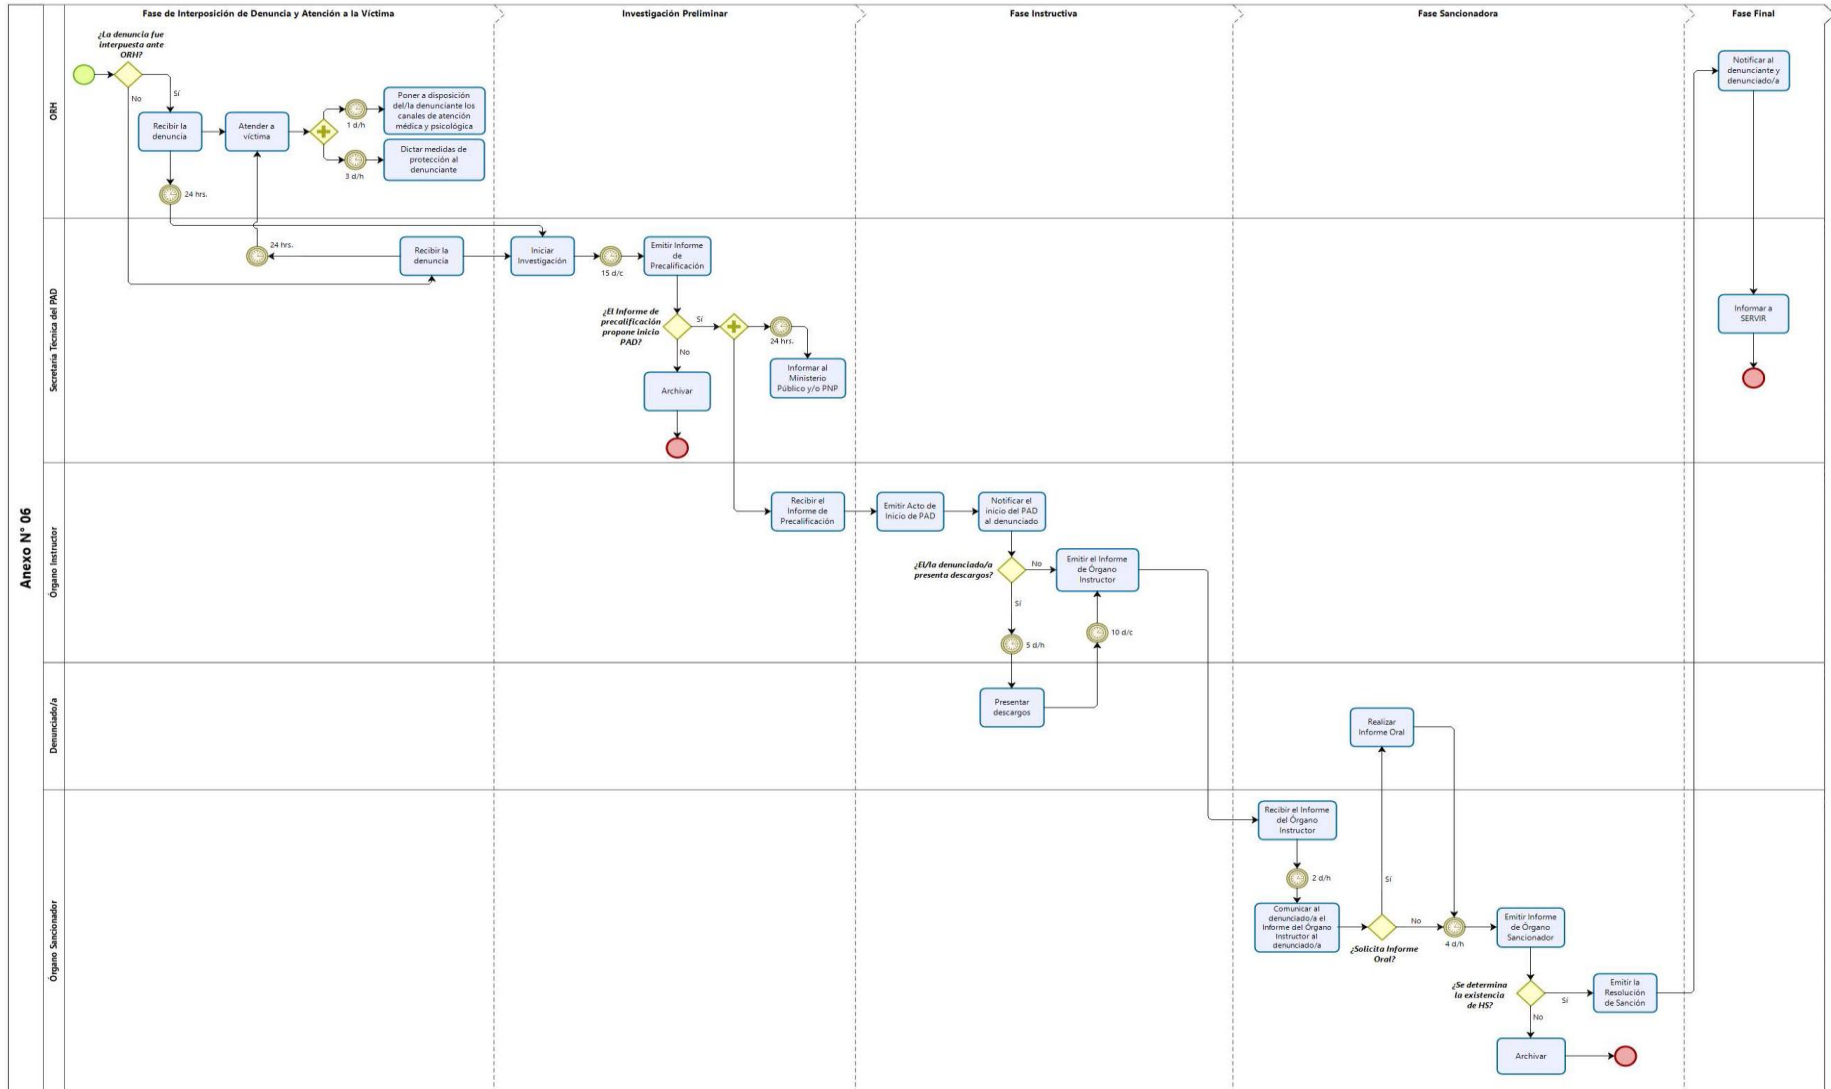 Fase de Interposición de Denuncia y Atención a la Víctima
Investigación Preliminar
Fase Instructiva
Fase Sancionadora
Fase Final
Anexo N° 06
ORH
¿La denuncia fue
interpuesta ante
ORH?
No
Sí
Recibir la
denuncia
24 hrs.
Atender a
víctima
1 d/h
Poner a disposición
del/la denunciante los
canales de atención
médica y psicológica
3 d/h
Dictar medidas de
protección al
denunciante
Notificar al
denunciante y
denunciado/a
Secretaría Técnica del PAD
24 hrs.
Recibir la
denuncia
Iniciar
Investigación
15 d/c
Emitir Informe
de
Precalificación
¿El Informe de
precalificación
propone inicio
PAD?
Sí
No
24 hrs.
Informar al
Ministerio
Público y/o PNP
Archivar
Informar a
SERVIR
Órgano Instructor
Recibir el
Informe de
Precalificación
Emitir Acto de
Inicio de PAD
Notificar el
inicio del PAD
al denunciado
¿El/la denunciado/a
presenta descargos?
No
Sí
Emitir el Informe
de Órgano
Instructor
5 d/h
10 d/c
Denunciado/a
Presentar
descargos
Realizar
Informe Oral
Órgano Sancionador
Recibir el Informe
del Órgano
Instructor
2 d/h
Comunicar al
denunciado/a el
Informe del Órgano
Instructor al
denunciado/a
Sí
No
¿Solicita Informe
Oral?
4 d/h
Emitir Informe
de Órgano
Sancionador
¿Se determina
la existencia
de HS?
Sí
No
Emitir la
Resolución
de Sanción
Archivar